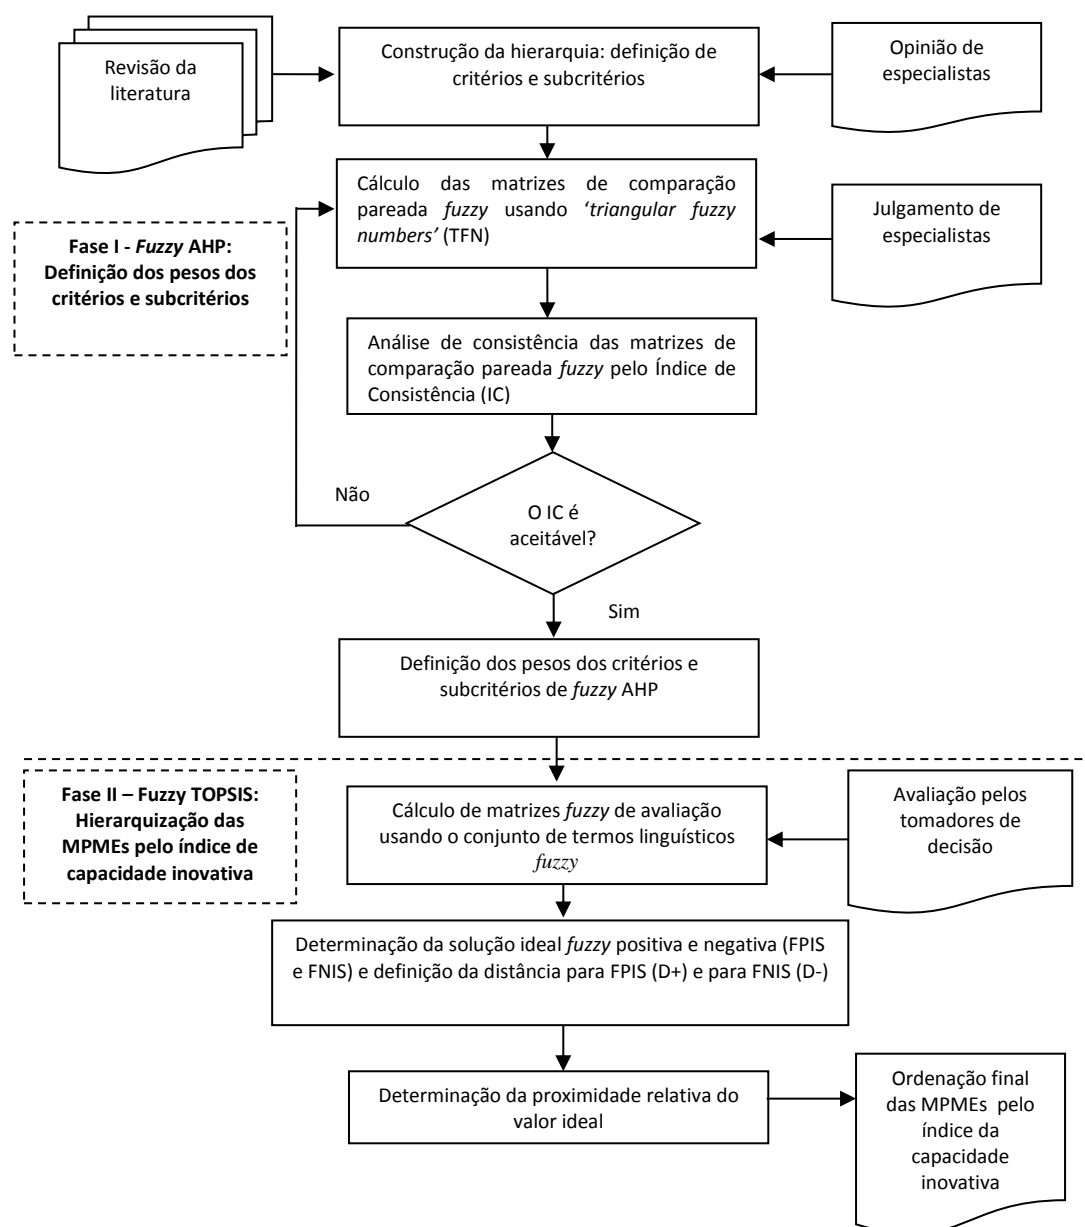 Revisão da
literatura
Construção da hierarquia: definição de
critérios e subcritérios
Opinião de
especialistas
Cálculo das matrizes de comparação
pareada fuzzy usando ‘triangular fuzzy
numbers’ (TFN)
Julgamento de
especialistas
Fase I - Fuzzy AHP:
Definição dos pesos dos
critérios e subcritérios
Análise de consistência das matrizes de
comparação pareada fuzzy pelo Índice de
Consistência (IC)
Não
O IC é
aceitável?
Sim
Definição dos pesos dos critérios e
subcritérios de fuzzy AHP
Fase II – Fuzzy TOPSIS:
Hierarquização das
MPMEs pelo índice de
capacidade inovativa
Cálculo de matrizes fuzzy de avaliação
usando o conjunto de termos linguísticos
fuzzy
Avaliação pelos
tomadores de
decisão
Determinação da solução ideal fuzzy positiva e negativa (FPIS
e FNIS) e definição da distância para FPIS (D+) e para FNIS (D-)
Determinação da proximidade relativa do
valor ideal
Ordenação final
das MPMEs pelo
índice da
capacidade
inovativa